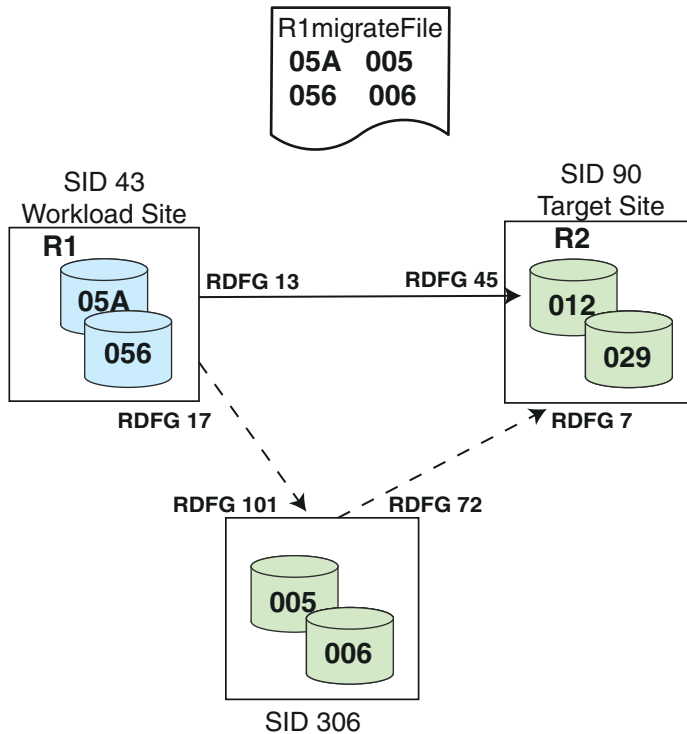 R1migrateFile
05A 005
056 006
SID 43
Workload Site
SID 90
Target Site
R1
R2
05A
056
RDFG 13
RDFG 45
012
029
RDFG 17
RDFG 7
RDFG 101
RDFG 72
005
006
SID 306